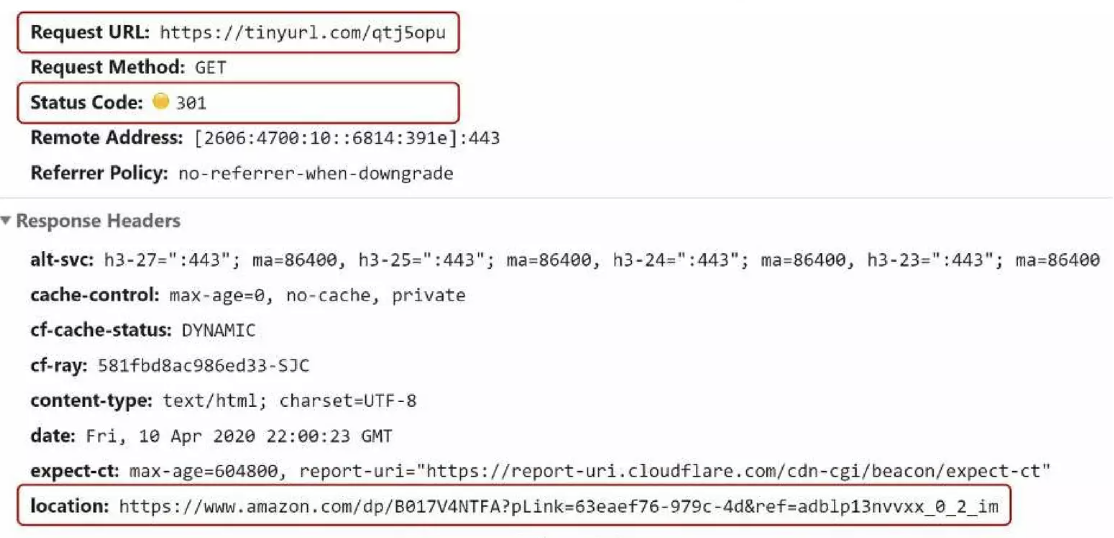 Request URL: https://tinyurl.com/qtj5opu
Request Method: GET
Status Code: 301
Remote Address: [2606:4700:10::6814:391e]:443
Referrer Policy: no-referrer-when-downgrade
Response Headers
alt-svc: h3-27=":443"; ma=86400, h3-25=":443"; ma=86400, h3-24=":443"; ma=86400, h3-23=":443"; ma=86400
cache-control: max-age=0, no-cache, private
cf-cache-status: DYNAMIC
cf-ray: 581fbd8ac986ed33-SJC
content-type: text/html; charset=UTF-8
date: Fri, 10 Apr 2020 22:00:23 GMT
expect-ct: max-age=604800, report-uri="https://report-uri.cloudflare.com/cdn-cgi/beacon/expect-ct"
location: https://www.amazon.com/dp/B017V4NTFA?pLink=63eaef76-979c-4d&ref=adblp13nvvxx_0_2_im